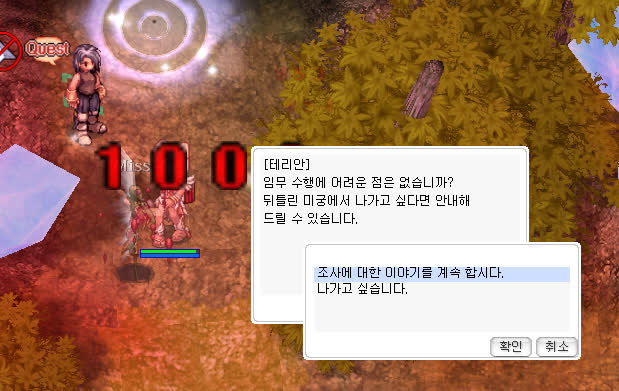 Quest
Miss
100
[테리안]
임무 수행에 어려운 점은 없습니까?
뒤틀린 미궁에서 나가고 싶다면 안내해
드릴 수 있습니다.
조사에 대한 이야기를 계속 합시다.
나가고 싶습니다.
확인 취소